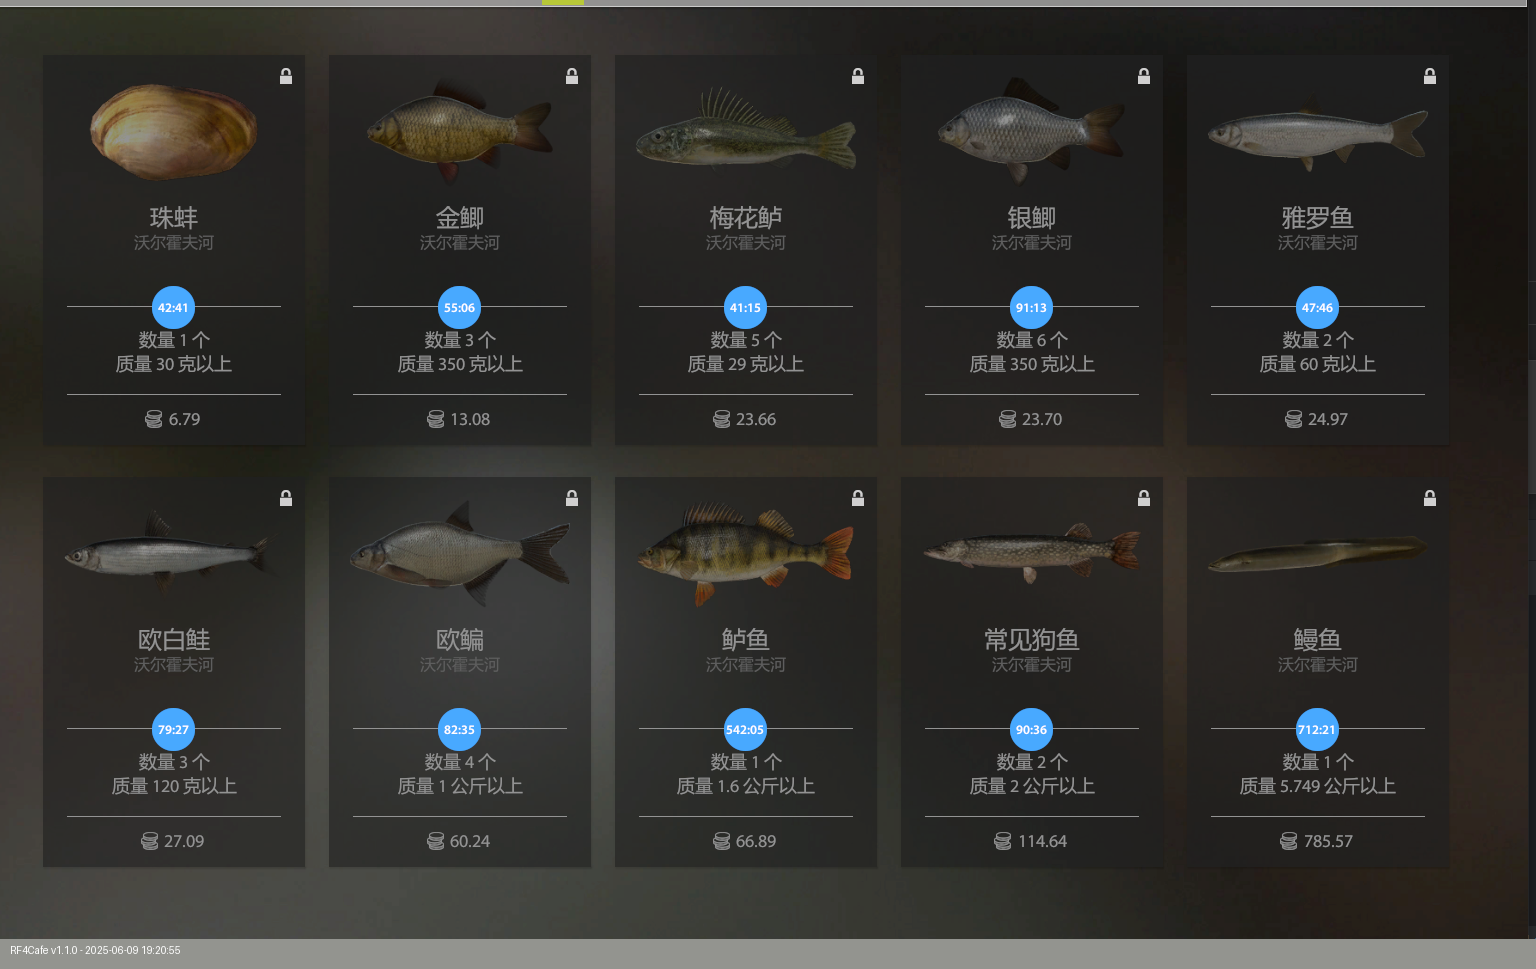 珠蚌
沃尔霍夫河
42:41
数量 1 个
质量 30 克以上
6.79
金鲫
沃尔霍夫河
55:06
数量 3 个
质量 350 克以上
13.08
梅花鲈
沃尔霍夫河
41:15
数量 5 个
质量 29 克以上
23.66
银鲫
沃尔霍夫河
91:13
数量 6 个
质量 350 克以上
23.70
雅罗鱼
沃尔霍夫河
47:46
数量 2 个
质量 60 克以上
24.97
欧白鲑
沃尔霍夫河
79:27
数量 3 个
质量 120 克以上
27.09
欧鳊
沃尔霍夫河
82:35
数量 4 个
质量 1 公斤以上
60.24
鲈鱼
沃尔霍夫河
542:05
数量 1 个
质量 1.6 公斤以上
66.89
常见狗鱼
沃尔霍夫河
90:36
数量 2 个
质量 2 公斤以上
114.64
鳗鱼
沃尔霍夫河
712:21
数量 1 个
质量 5.749 公斤以上
785.57
RF4Cafe v1.1.0 - 2025-06-09 19:20:55